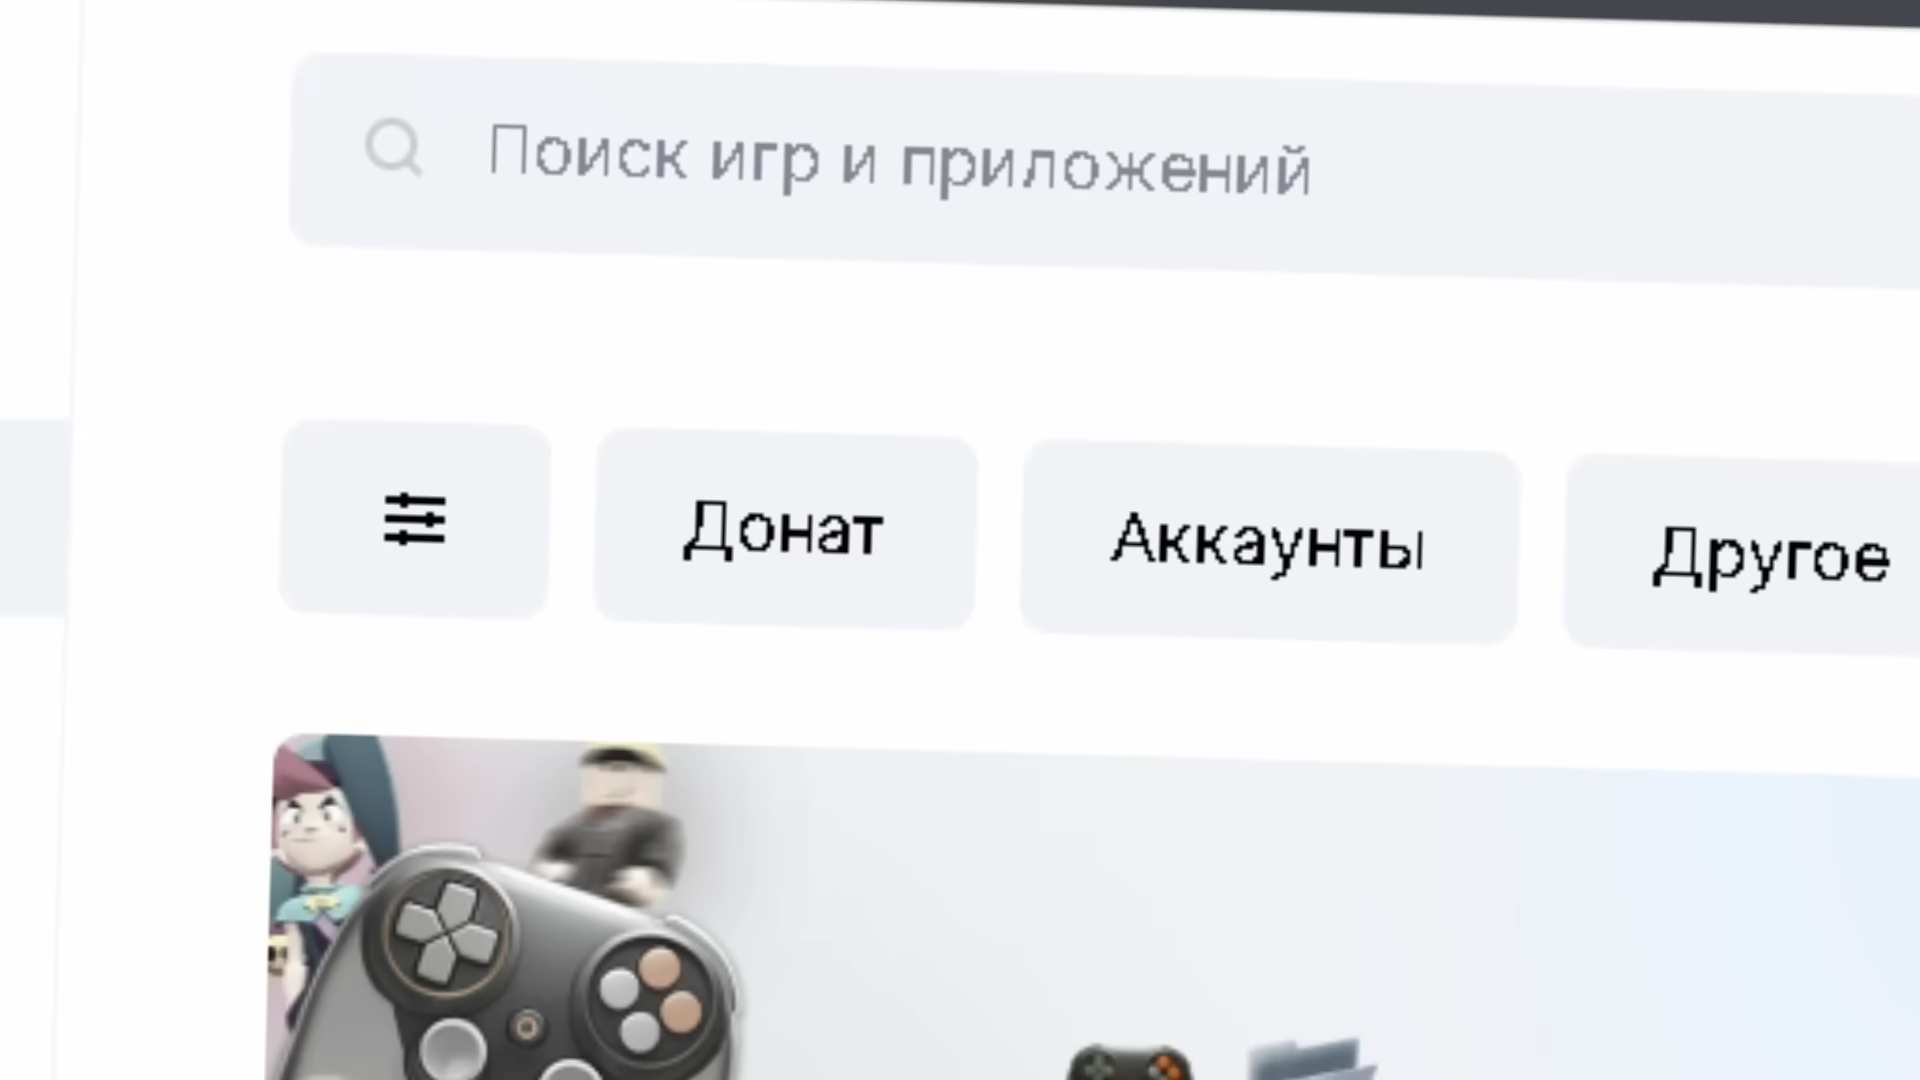 Поиск игр и приложений
Донат
Аккаунты
Другое